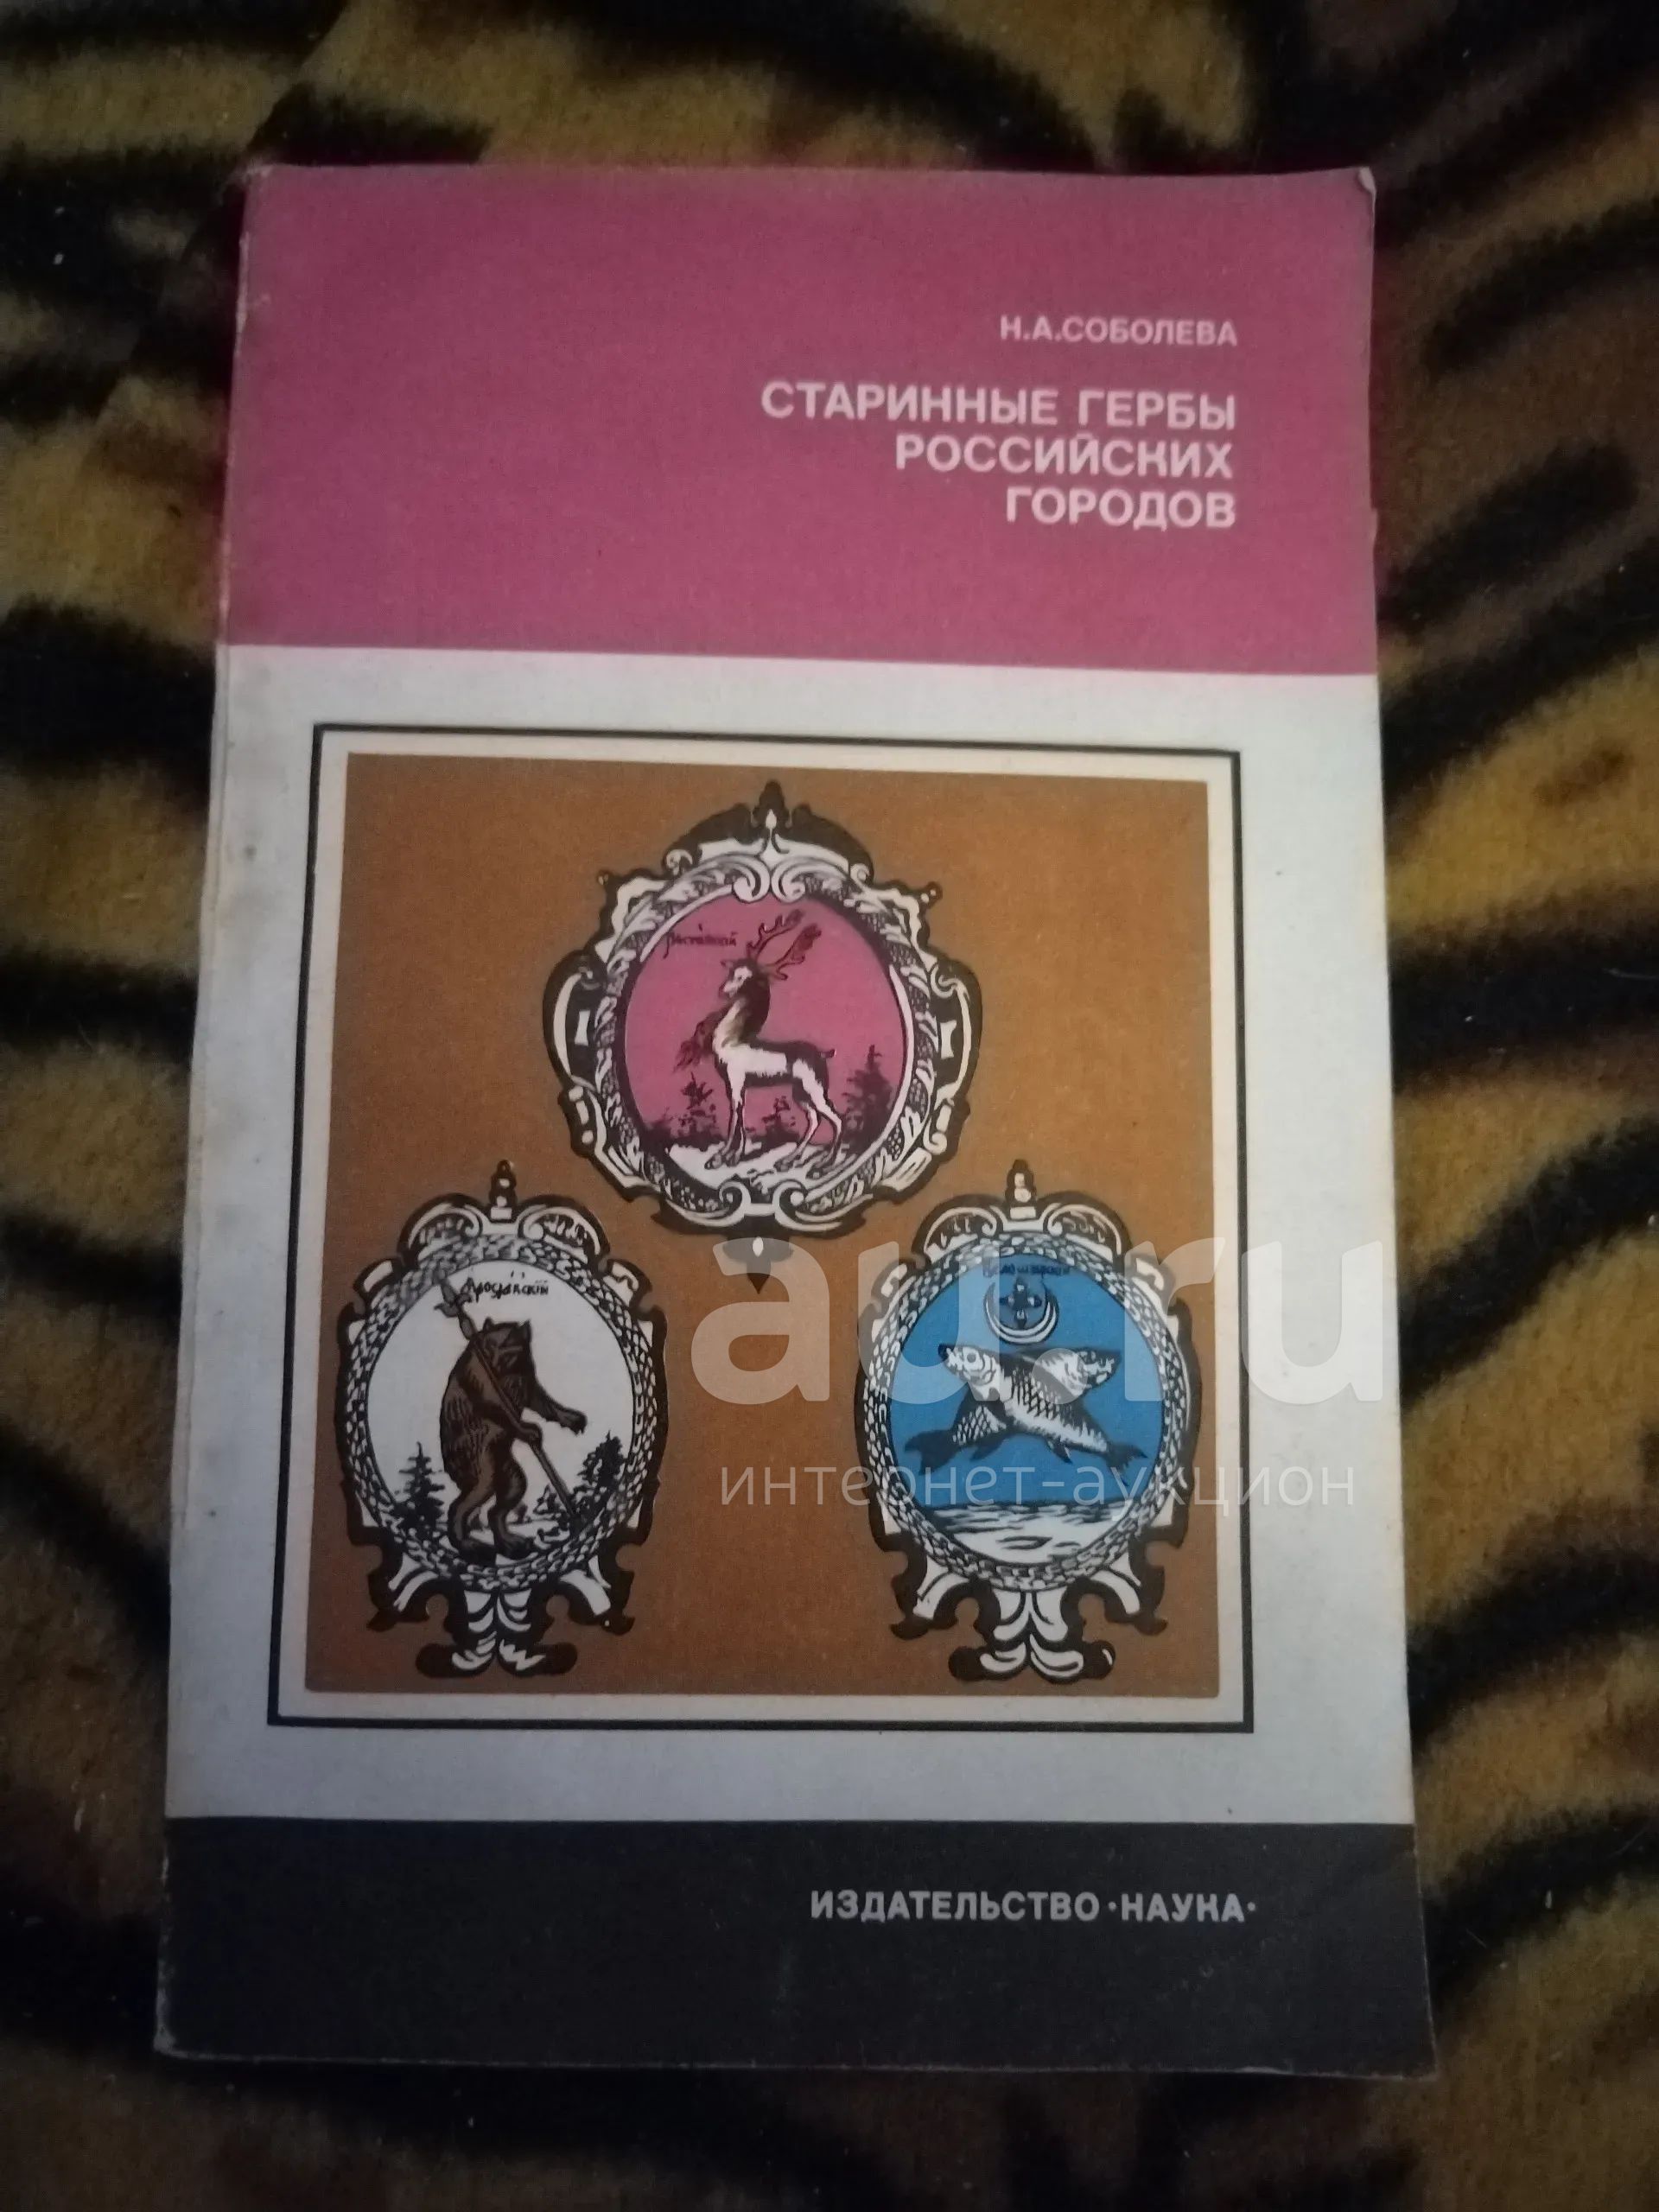 Н.А.СОБОЛЕВА
СТАРИННЫЕ ГЕРБЫ
РОССИЙСКИХ
ГОРОДОВ
au.ru
интернет-аукцион
ИЗДАТЕЛЬСТВО·НАУКА·